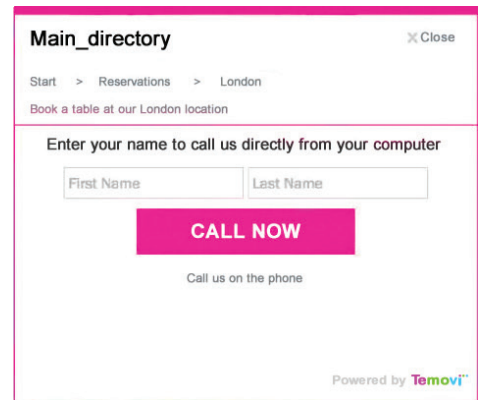 Main_directory
X Close
Start > Reservations > London
Book a table at our London location
Enter your name to call us directly from your computer
First Name Last Name
CALL NOW
Call us on the phone
Powered by Temovi